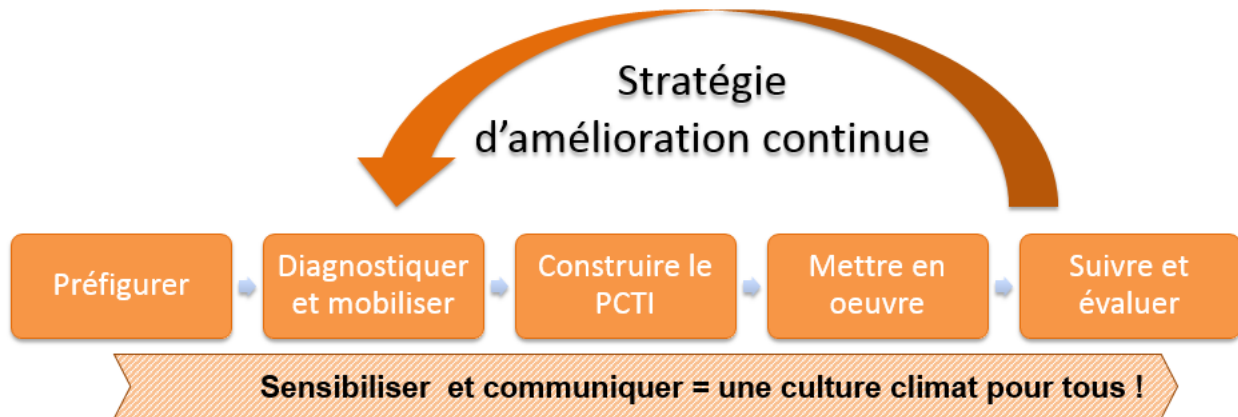 Stratégie
d'amélioration continue
Préfigurer
Diagnostiquer
et mobiliser
Construire le
PCTI
Mettre en
oeuvre
Suivre et
évaluer
Sensibiliser et communiquer = une culture climat pour tous !